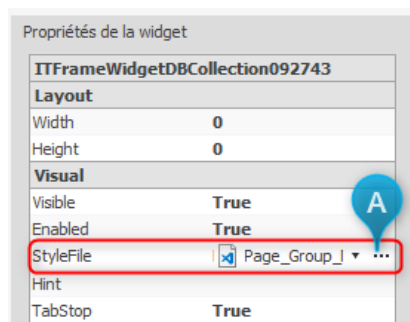 Propriétés de la widget
ITFrameWidgetDBCollection092743
Layout
Width 0
Height 0
Visual
Visible True
A
Enabled True
StyleFile Page_Group_ ...
Hint
TabStop True